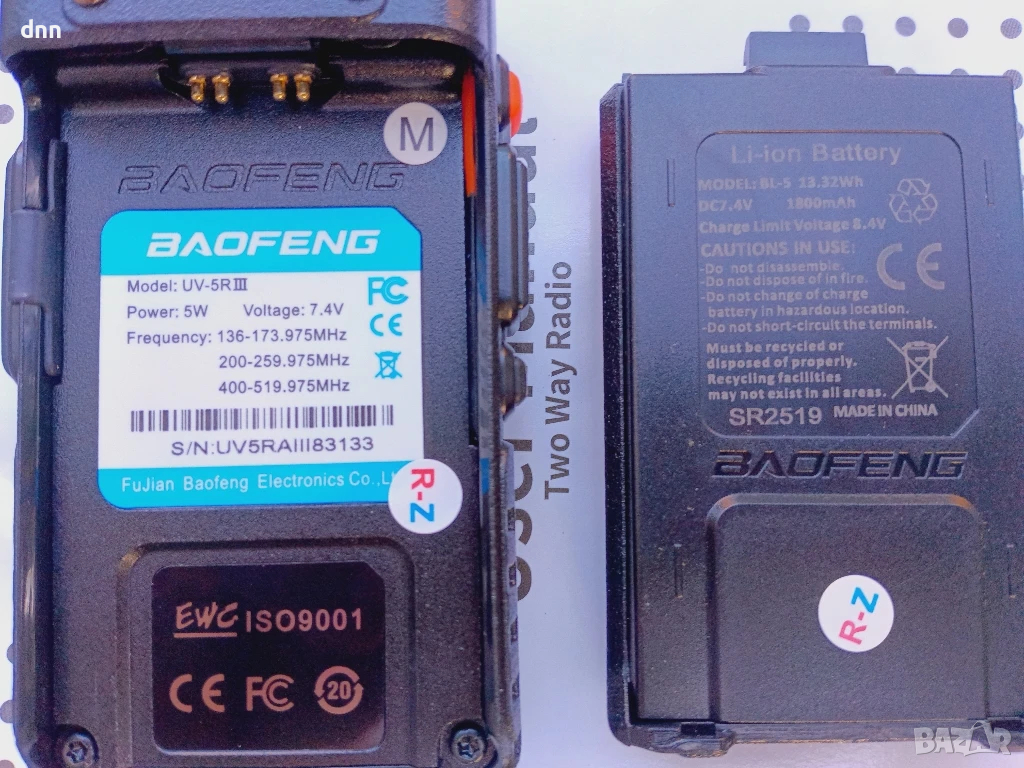 dnn
M
BAOFENG
BAOFENG
Model: UV-5RIII
Power: 5W Voltage: 7.4V
Frequency: 136-173.975MHz
200-259.975MHz
400-519.975MHz
FC
CE
S/N:UV5RAIII83133
FuJian Baofeng Electronics Co.,
R-Z
EWC ISO9001
CE FC 20
User Manual
Two Way Radio
Li-ion Battery
MODEL: BL-5 13.32Wh
DC7.4V 1800mAh
Charge Limit Voltage 8.4V
CAUTIONS IN USE:
-Do not disassemble.
-Do not dispose of in fire.
-Do not change of charge
battery in hazardous location.
-Do not short-circuit the terminals.
Must be recycled or
disposed of properly.
Recycling facilities
may not exist in all areas.
CE
SR2519 MADE IN CHINA
BAOFENG
R-Z
BAZAR